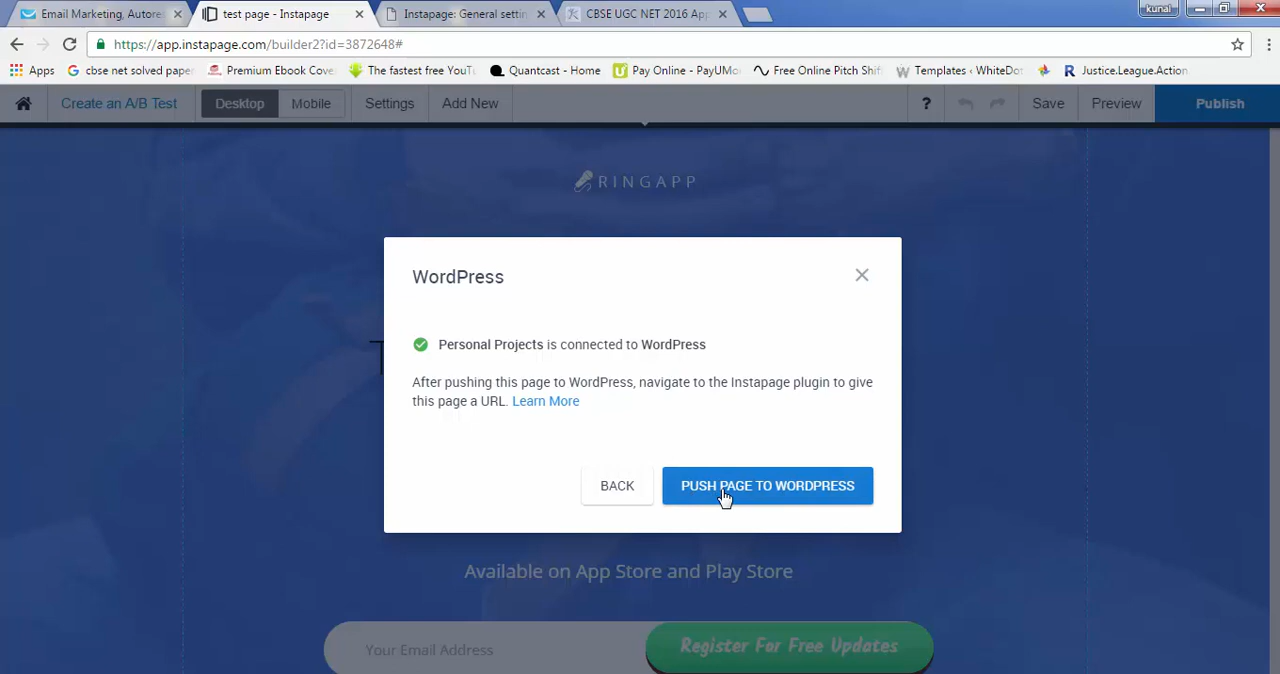 Email Marketing, Autores
test page - Instapage
Instapage: General settin
CBSE UGC NET 2016 App
kunal
https://app.instapage.com/builder2?id=3872648#
Apps
cbse net solved pape
Premium Ebook Cove
The fastest free YouT
Quantcast - Home
Pay Online - PayUMo
Free Online Pitch Shift
Templates ‹ WhiteDot
Justice.League.Action
Create an A/B Test
Desktop
Mobile
Settings
Add New
?
Save
Preview
Publish
RINGAPP
WordPress
Personal Projects is connected to WordPress
After pushing this page to WordPress, navigate to the Instapage plugin to give
this page a URL. Learn More
BACK
PUSH PAGE TO WORDPRESS
Available on App Store and Play Store
Your Email Address
Register For Free Updates